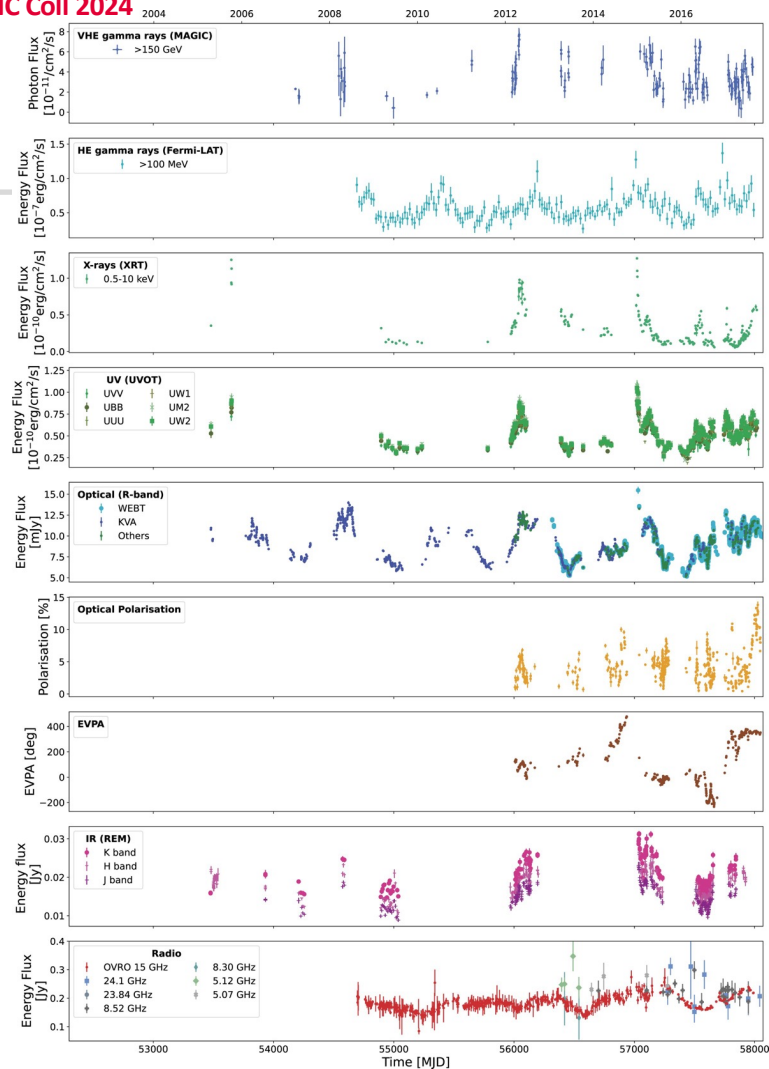 IC Coll 2024
2004 2006 2008 2010 2012 2014 2016
VHE gamma rays (MAGIC)
>150 GeV
Photon Flux
[10⁻¹¹/cm²/s]
8
6
4
2
0
HE gamma rays (Fermi-LAT)
>100 MeV
Energy Flux
[10⁻⁷erg/cm²/s]
1.5
1.0
0.5
X-rays (XRT)
0.5-10 keV
Energy Flux
[10⁻¹⁰erg/cm²/s]
1.0
0.5
0.0
UV (UVOT)
UVV UW1
UBB UM2
UUU UW2
Energy Flux
[10⁻¹⁰erg/cm²/s]
1.25
1.00
0.75
0.50
0.25
Optical (R-band)
WEBT
KVA
Others
Energy Flux
[mJy]
15.0
12.5
10.0
7.5
5.0
Optical Polarisation
Polarisation [%]
15
10
5
0
EVPA
EVPA [deg]
400
200
0
−200
IR (REM)
K band
H band
J band
Energy flux
[Jy]
0.03
0.02
0.01
Radio
OVRO 15 GHz 8.30 GHz
24.1 GHz 5.12 GHz
23.84 GHz 5.07 GHz
8.52 GHz
Energy Flux
[Jy]
0.4
0.3
0.2
0.1
53000 54000 55000 56000 57000 58000
Time [MJD]